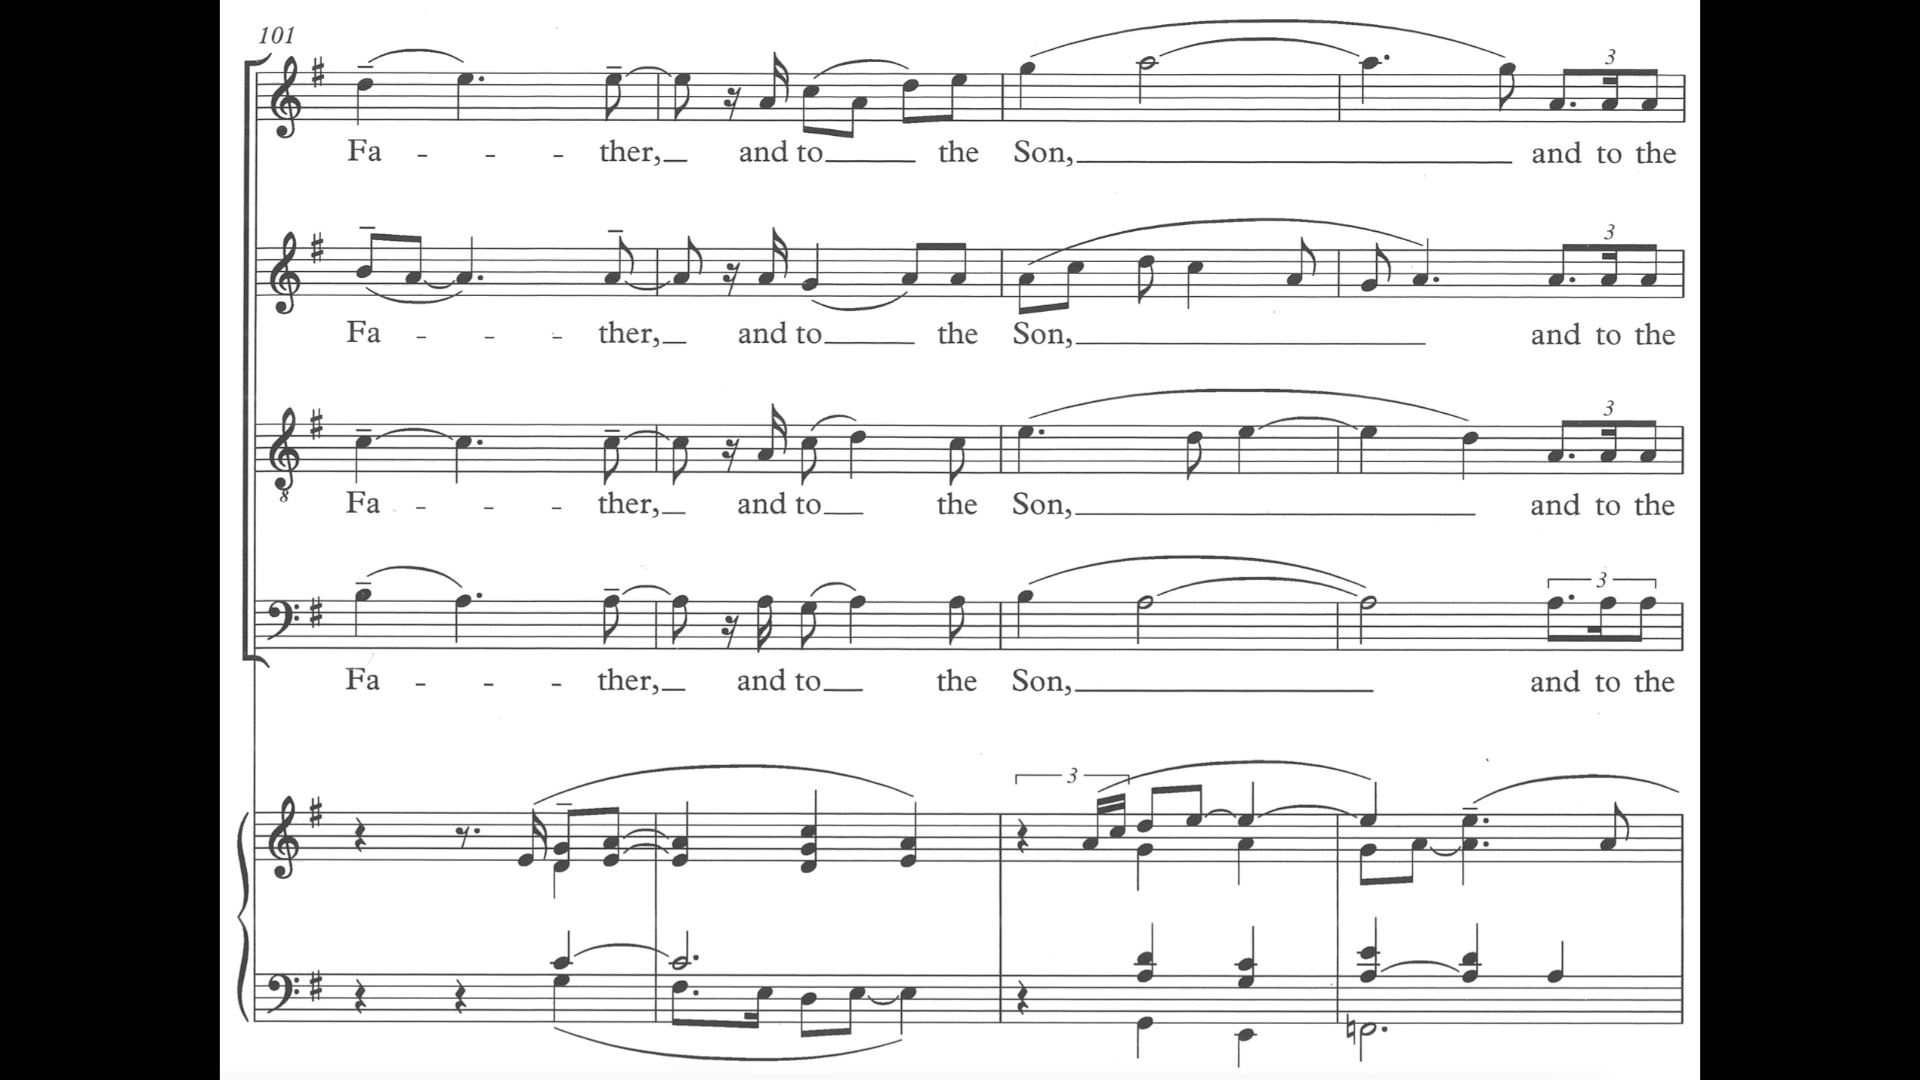 101
3
Fa - - - ther, and to the Son, and to the
3
Fa - - - ther, and to the Son, and to the
3
8
Fa - - - ther, and to the Son, and to the
3
Fa - - - ther, and to the Son, and to the
3